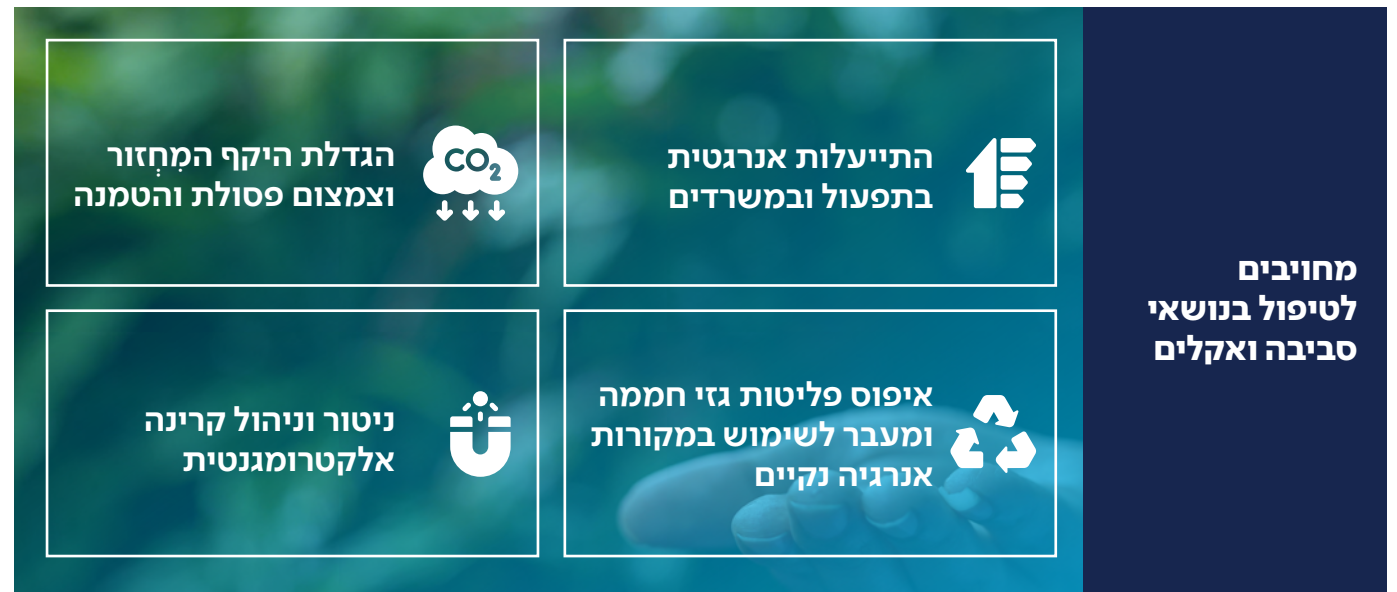 מחויבים
לטיפול בנושאי
סביבה ואקלים
התייעלות אנרגטית
בתפעול ובמשרדים
CO₂
הגדלת היקף המִחְזור
וצמצום פסולת והטמנה
איפוס פליטות גזי חממה
ומעבר לשימוש במקורות
אנרגיה נקיים
ניטור וניהול קרינה
אלקטרומגנטית